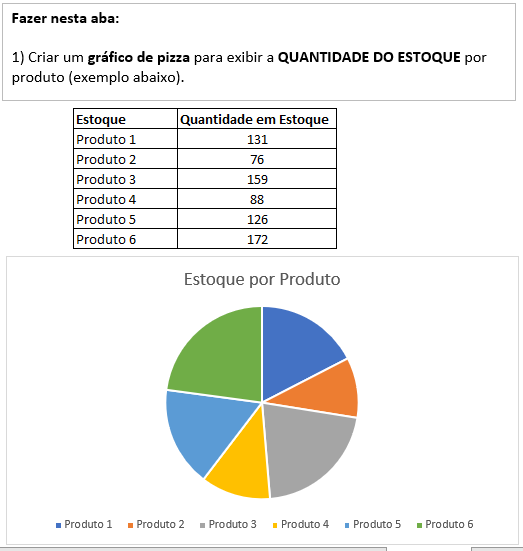 Fazer nesta aba:
1) Criar um gráfico de pizza para exibir a QUANTIDADE DO ESTOQUE por
produto (exemplo abaixo).
Estoque Quantidade em Estoque
Produto 1 131
Produto 2 76
Produto 3 159
Produto 4 88
Produto 5 126
Produto 6 172
Estoque por Produto
Produto 1 Produto 2 Produto 3 Produto 4 Produto 5 Produto 6